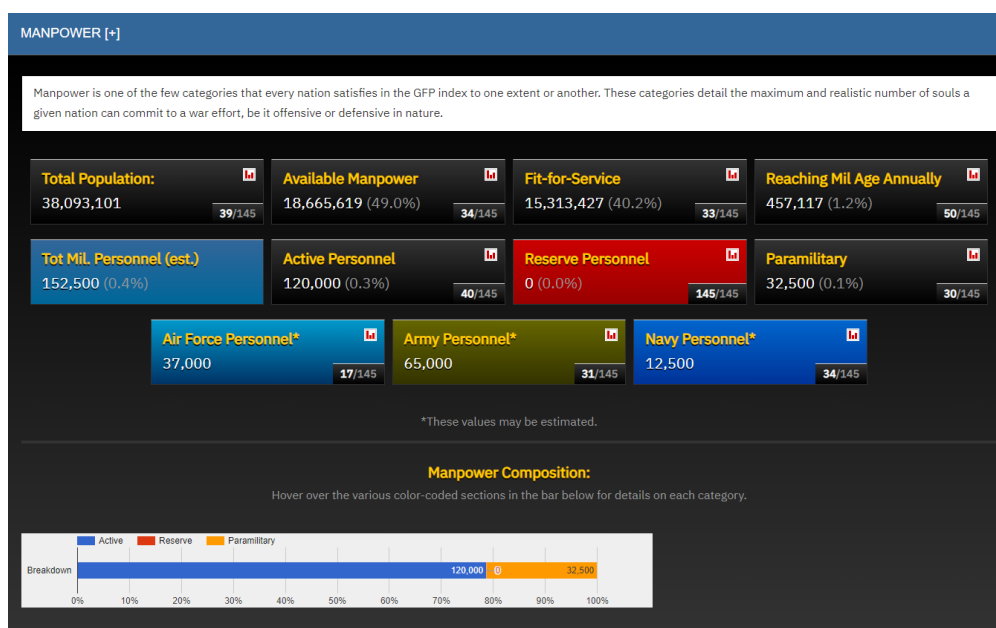 MANPOWER [+]
Manpower is one of the few categories that every nation satisfies in the GFP index to one extent or another. These categories detail the maximum and realistic number of souls a
given nation can commit to a war effort, be it offensive or defensive in nature.
Total Population:
38,093,101
39/145
Available Manpower
18,665,619 (49.0%)
34/145
Fit-for-Service
15,313,427 (40.2%)
33/145
Reaching Mil Age Annually
457,117 (1.2%)
50/145
Tot Mil. Personnel (est.)
152,500 (0.4%)
Active Personnel
120,000 (0.3%)
40/145
Reserve Personnel
0 (0.0%)
145/145
Paramilitary
32,500 (0.1%)
30/145
Air Force Personnel*
37,000
17/145
Army Personnel*
65,000
31/145
Navy Personnel*
12,500
34/145
*These values may be estimated.
Manpower Composition:
Hover over the various color-coded sections in the bar below for details on each category.
Active Reserve Paramilitary
Breakdown 120,000 0 32,500
0% 10% 20% 30% 40% 50% 60% 70% 80% 90% 100%